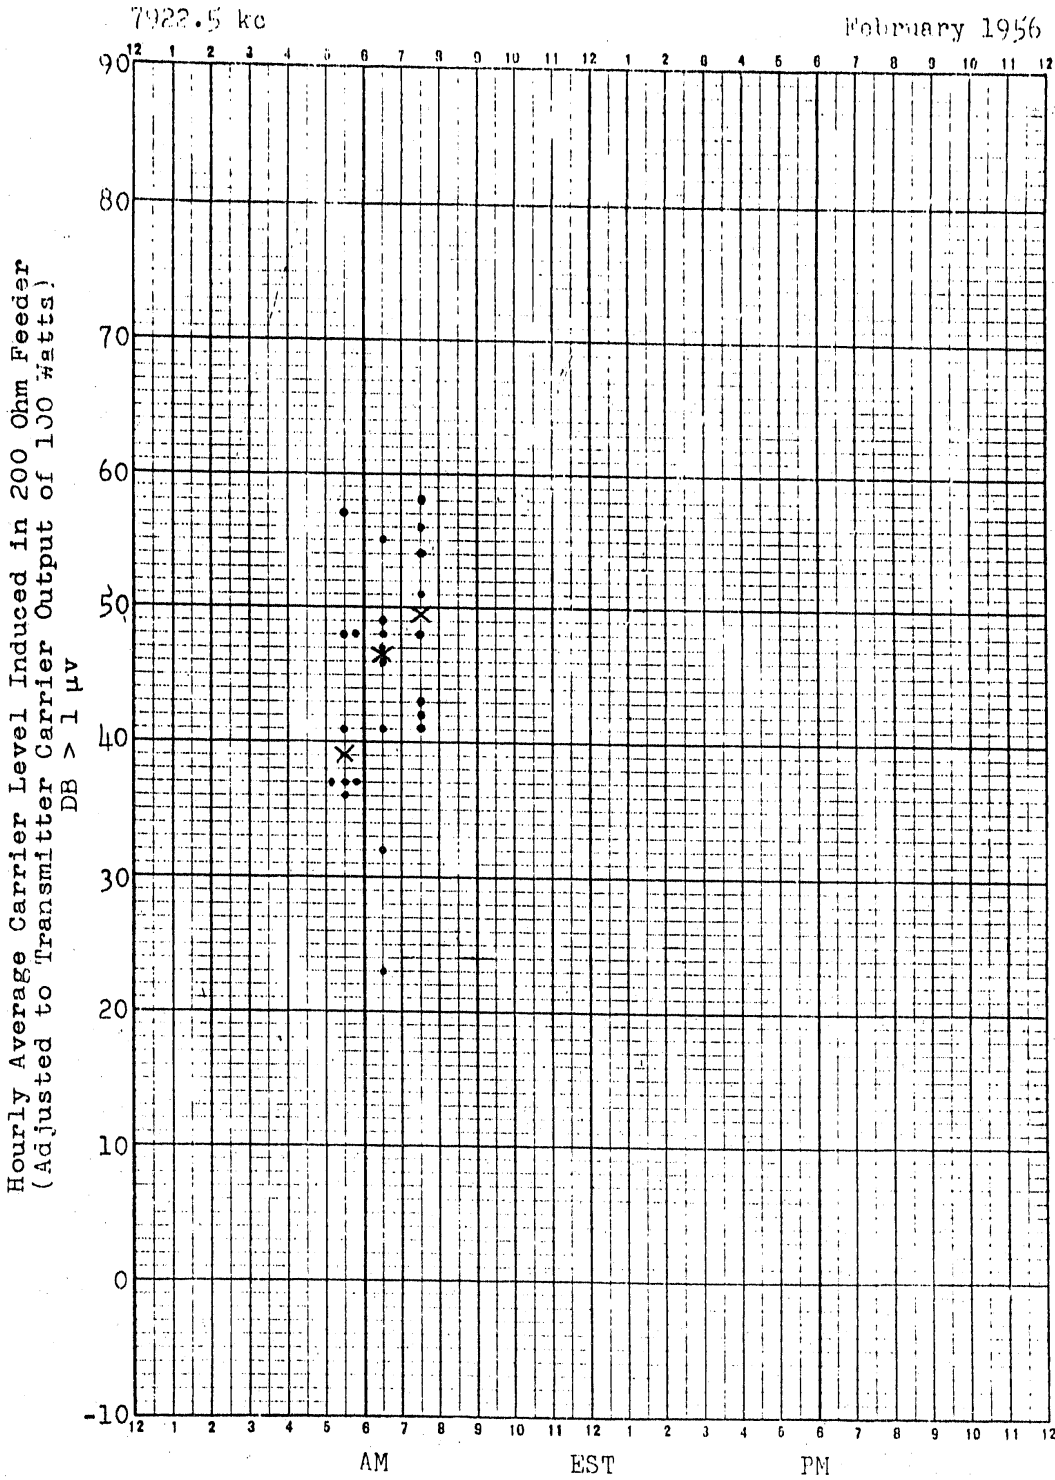 7922.5 kc
February 1956
12 1 2 3 4 5 6 7 8 9 10 11 12 1 2 3 4 5 6 7 8 9 10 11 12
90
80
70
60
50
40
30
20
10
0
-10
Hourly Average Carrier Level Induced in 200 Ohm Feeder
(Adjusted to Transmitter Carrier Output of 100 Watts)
DB > 1 μv
12 1 2 3 4 5 6 7 8 9 10 11 12 1 2 3 4 5 6 7 8 9 10 11 12
AM EST PM